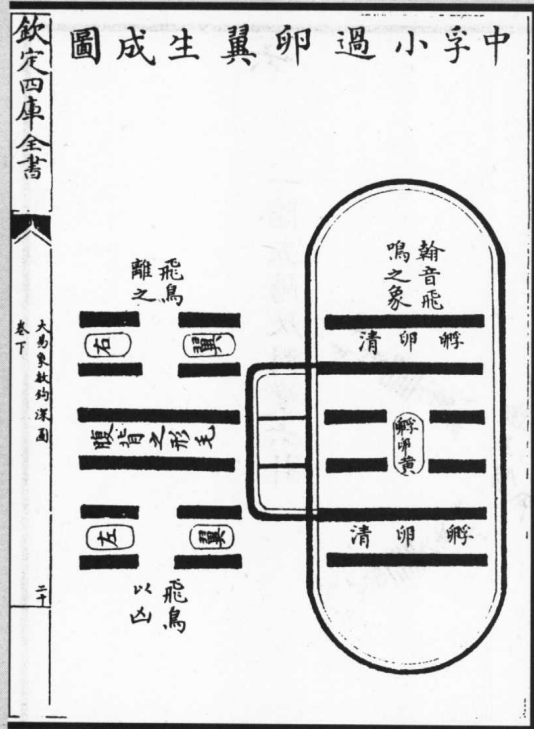 中孚小過卵翼生成圖
翰音飛
鳴之象
孵卵清
孵卵黃
孵卵清
飛鳥
離之
翼右
腹背之形毛
翼左
飛鳥
以凶
欽定四庫全書
大易象數鉤深圖
卷下
二十